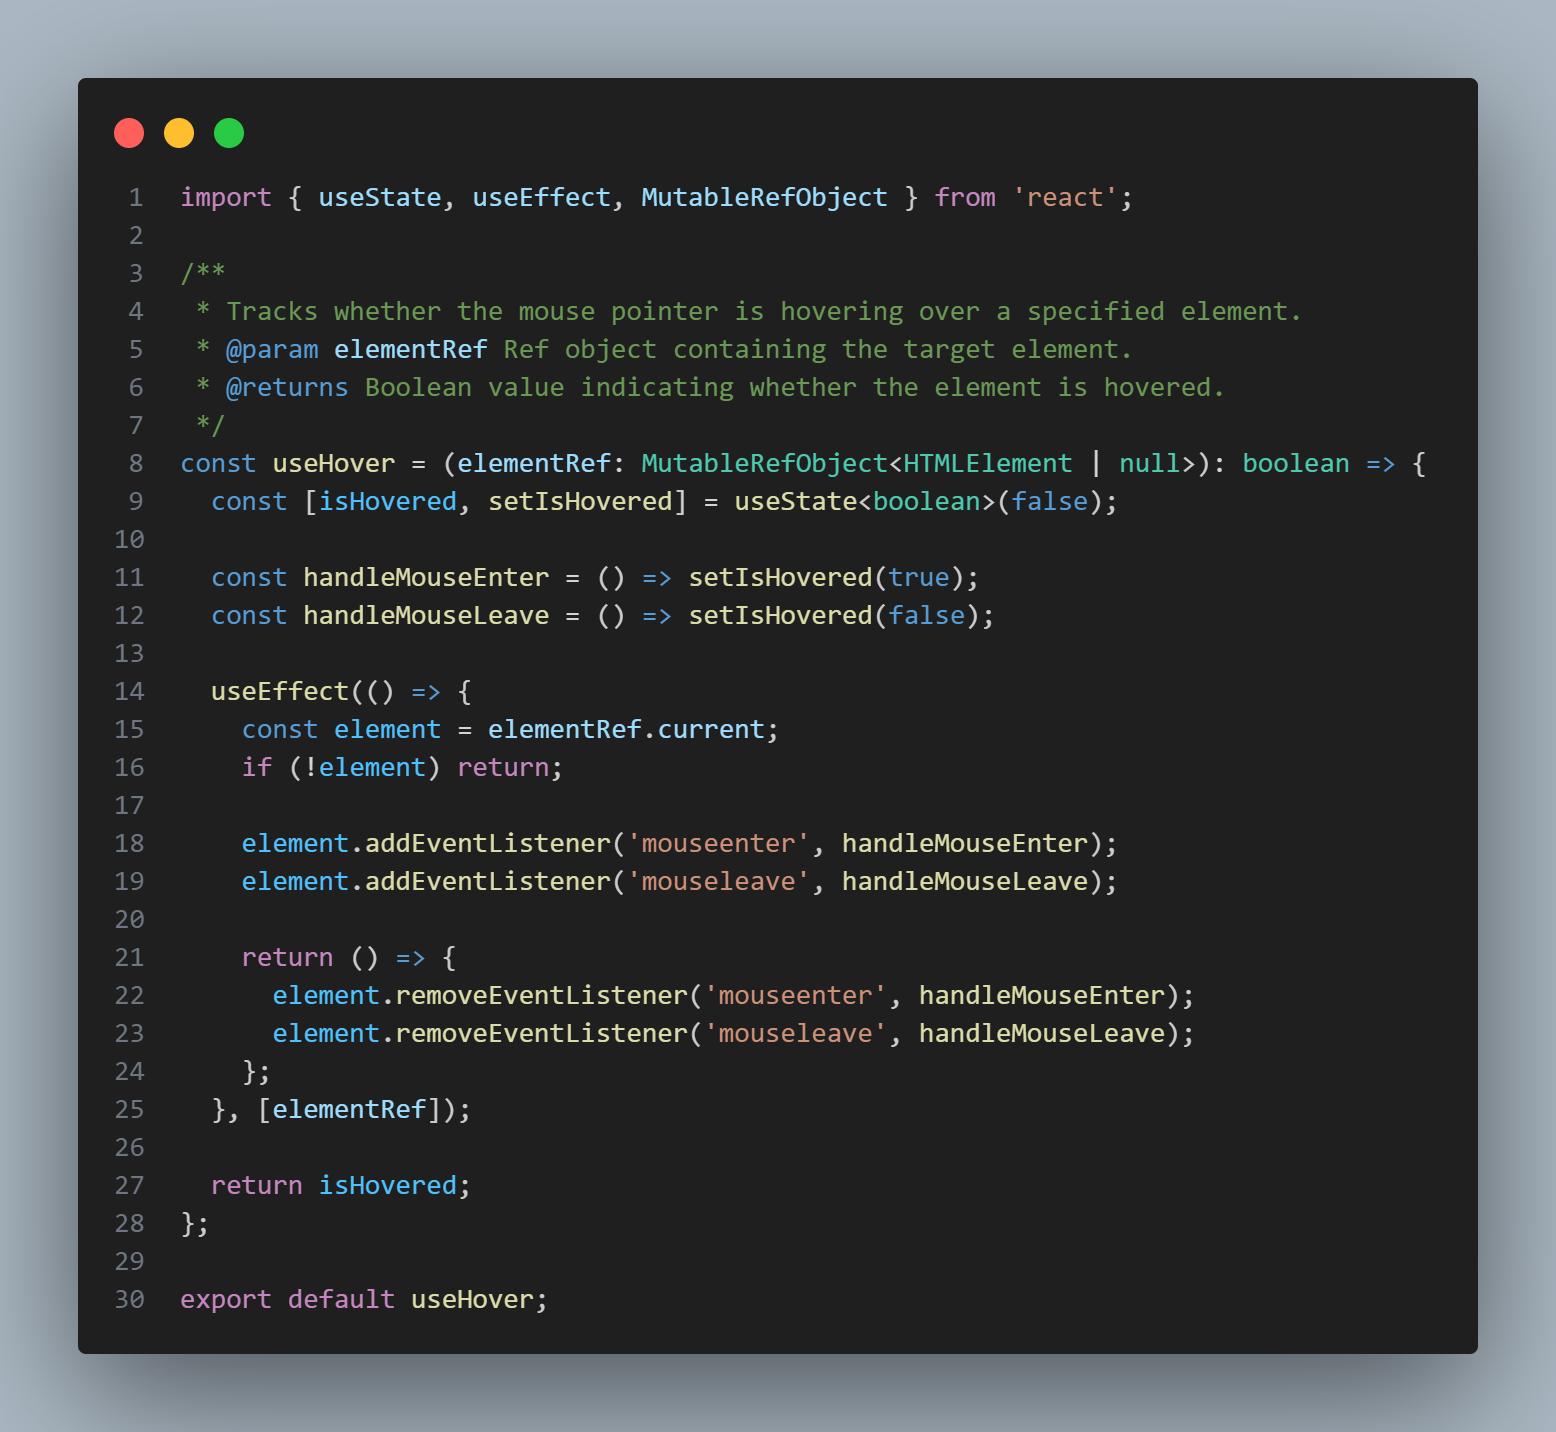 1 import { useState, useEffect, MutableRefObject } from 'react';
2
3 /**
4  * Tracks whether the mouse pointer is hovering over a specified element.
5  * @param elementRef Ref object containing the target element.
6  * @returns Boolean value indicating whether the element is hovered.
7  */
8 const useHover = (elementRef: MutableRefObject<HTMLElement | null>): boolean => {
9   const [isHovered, setIsHovered] = useState<boolean>(false);
10
11   const handleMouseEnter = () => setIsHovered(true);
12   const handleMouseLeave = () => setIsHovered(false);
13
14   useEffect(() => {
15     const element = elementRef.current;
16     if (!element) return;
17
18     element.addEventListener('mouseenter', handleMouseEnter);
19     element.addEventListener('mouseleave', handleMouseLeave);
20
21     return () => {
22       element.removeEventListener('mouseenter', handleMouseEnter);
23       element.removeEventListener('mouseleave', handleMouseLeave);
24     };
25   }, [elementRef]);
26
27   return isHovered;
28 };
29
30 export default useHover;